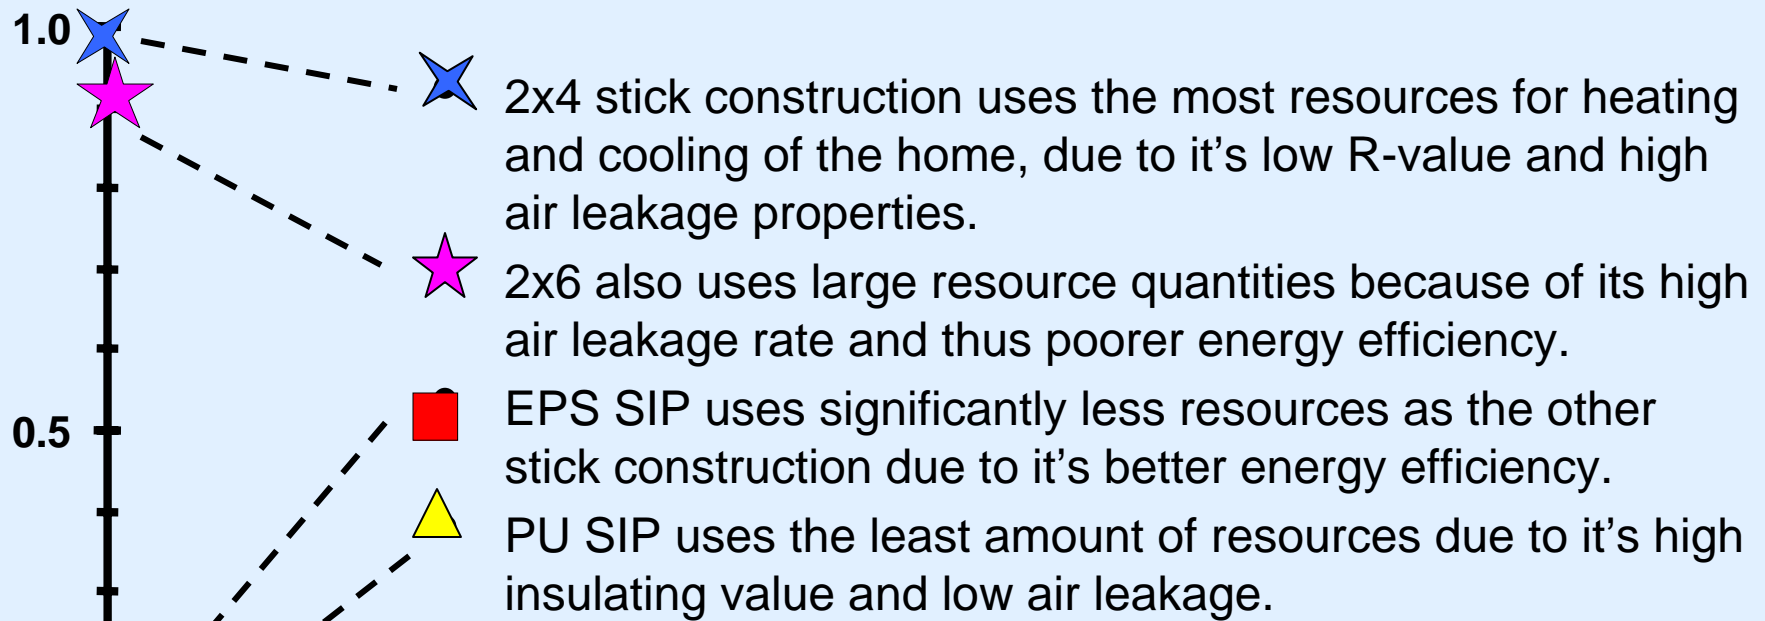 1.0
2x4 stick construction uses the most resources for heating
and cooling of the home, due to it's low R-value and high
air leakage properties.
2x6 also uses large resource quantities because of its high
air leakage rate and thus poorer energy efficiency.
0.5
EPS SIP uses significantly less resources as the other
stick construction due to it's better energy efficiency.
PU SIP uses the least amount of resources due to it's high
insulating value and low air leakage.